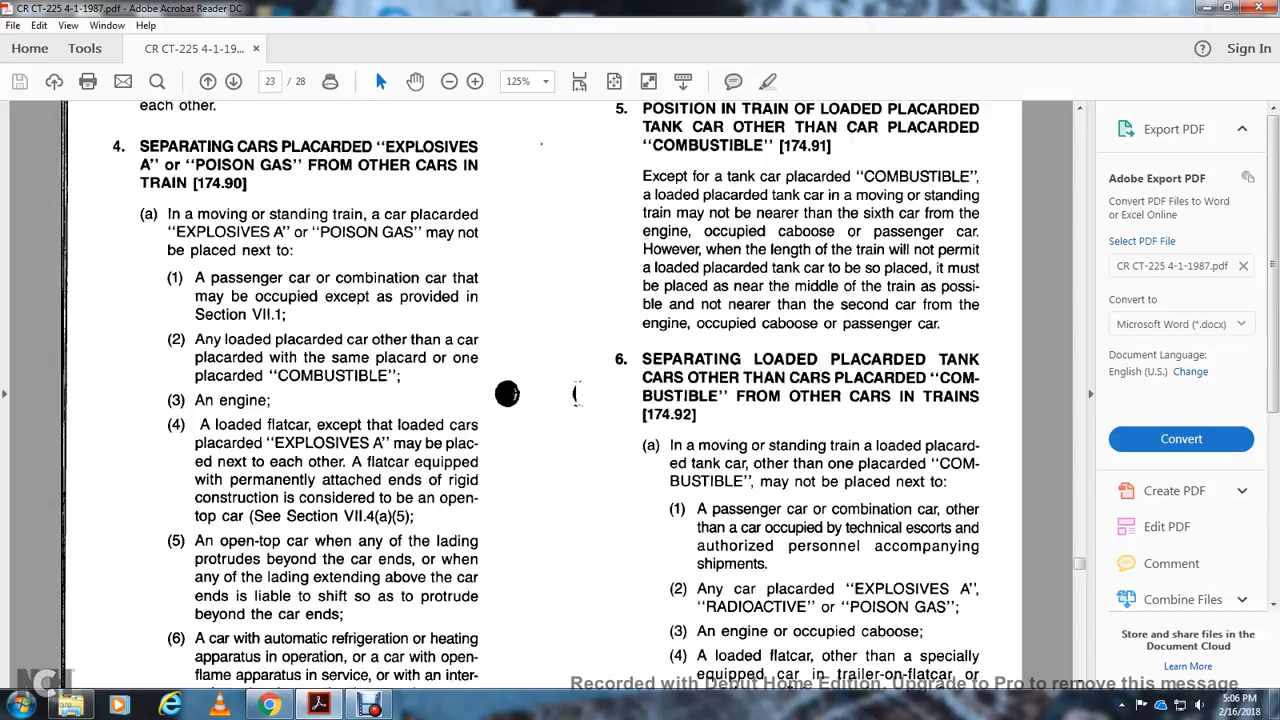 CR CT-225 4-1-1987.pdf - Adobe Acrobat Reader DC
File Edit View Window Help
Home Tools CR CT-225 4-1-19... × Sign In
23 / 28 125%
each other.
4. SEPARATING CARS PLACARDED “EXPLOSIVES
A” or “POISON GAS” FROM OTHER CARS IN
TRAIN [174.90]
(a) In a moving or standing train, a car placarded
“EXPLOSIVES A” or “POISON GAS” may not
be placed next to:
(1) A passenger car or combination car that
may be occupied except as provided in
Section VII.1;
(2) Any loaded placarded car other than a car
placarded with the same placard or one
placarded “COMBUSTIBLE”;
(3) An engine;
(4) A loaded flatcar, except that loaded cars
placarded “EXPLOSIVES A” may be plac-
ed next to each other. A flatcar equipped
with permanently attached ends of rigid
construction is considered to be an open-
top car (See Section VII.4(a)(5);
(5) An open-top car when any of the lading
protrudes beyond the car ends, or when
any of the lading extending above the car
ends is liable to shift so as to protrude
beyond the car ends;
(6) A car with automatic refrigeration or heating
apparatus in operation, or a car with open-
flame apparatus in service, or with an inter-
5. POSITION IN TRAIN OF LOADED PLACARDED
TANK CAR OTHER THAN CAR PLACARDED
“COMBUSTIBLE” [174.91]
Except for a tank car placarded “COMBUSTIBLE”,
a loaded placarded tank car in a moving or standing
train may not be nearer than the sixth car from the
engine, occupied caboose or passenger car.
However, when the length of the train will not permit
a loaded placarded tank car to be so placed, it must
be placed as near the middle of the train as possi-
ble and not nearer than the second car from the
engine, occupied caboose or passenger car.
6. SEPARATING LOADED PLACARDED TANK
CARS OTHER THAN CARS PLACARDED “COM-
BUSTIBLE” FROM OTHER CARS IN TRAINS
[174.92]
(a) In a moving or standing train a loaded placard-
ed tank car, other than one placarded “COM-
BUSTIBLE”, may not be placed next to:
(1) A passenger car or combination car, other
than a car occupied by technical escorts and
authorized personnel accompanying
shipments.
(2) Any car placarded “EXPLOSIVES A”,
“RADIOACTIVE” or “POISON GAS”;
(3) An engine or occupied caboose;
(4) A loaded flatcar, other than a specially
equipped car in trailer-on-flatcar or
Export PDF
Adobe Export PDF
Convert PDF Files to Word
or Excel Online
Select PDF File
CR CT-225 4-1-1987.pdf
Convert to
Microsoft Word (*.docx)
Document Language:
English (U.S.) Change
Convert
Create PDF
Edit PDF
Comment
Combine Files
Store and share files in the
Document Cloud
Learn More
Recorded with Debut Home Edition. Upgrade to Pro to remove this message
5:06 PM
2/16/2018